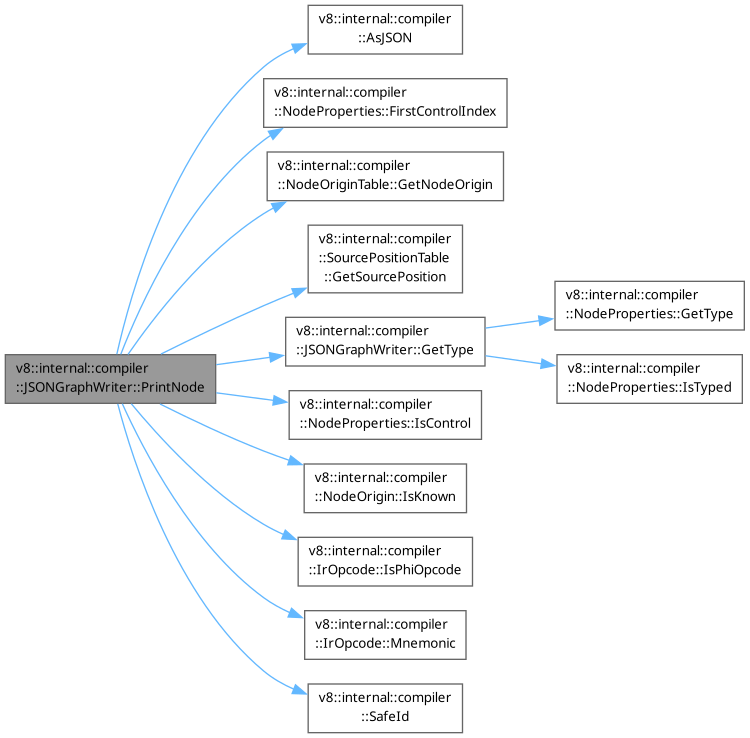 v8::internal::compiler
::AsJSON
v8::internal::compiler
::NodeProperties::FirstControlIndex
v8::internal::compiler
::NodeOriginTable::GetNodeOrigin
v8::internal::compiler
::SourcePositionTable
::GetSourcePosition
v8::internal::compiler
::JSONGraphWriter::PrintNode
v8::internal::compiler
::JSONGraphWriter::GetType
v8::internal::compiler
::NodeProperties::GetType
v8::internal::compiler
::NodeProperties::IsTyped
v8::internal::compiler
::NodeProperties::IsControl
v8::internal::compiler
::NodeOrigin::IsKnown
v8::internal::compiler
::IrOpcode::IsPhiOpcode
v8::internal::compiler
::IrOpcode::Mnemonic
v8::internal::compiler
::SafeId